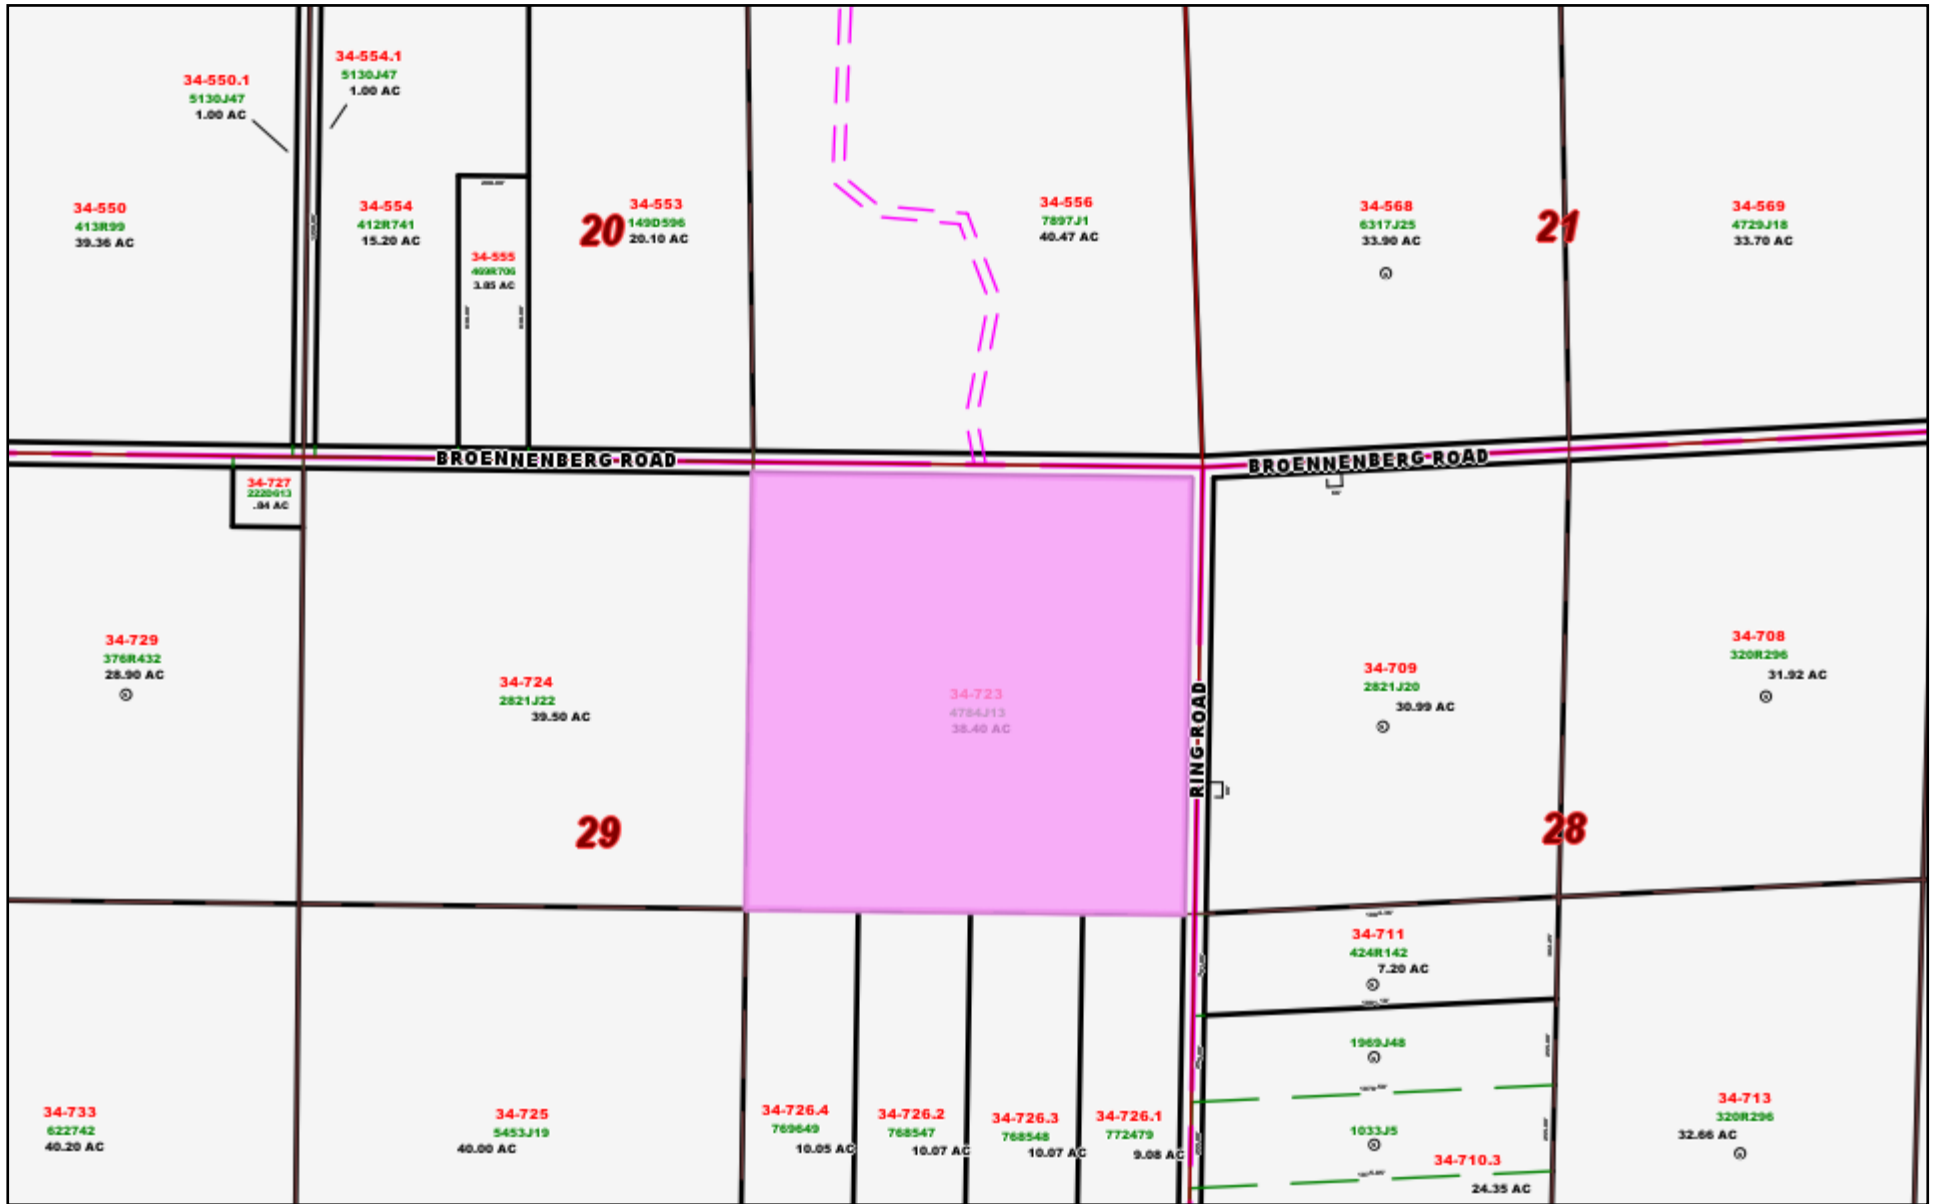 34-550.1
5130J47
1.00 AC
34-554.1
5130J47
1.00 AC
34-550
413R99
39.36 AC
34-554
412R741
15.20 AC
34-555
469R706
3.85 AC
20
34-553
149D596
20.10 AC
34-556
7897J1
40.47 AC
34-568
6317J25
33.90 AC
21
34-569
4729J18
33.70 AC
BROENNENBERG ROAD
BROENNENBERG ROAD
34-727
222D613
.84 AC
34-729
376R432
28.90 AC
34-724
2821J22
39.50 AC
34-723
4784J13
38.40 AC
RING ROAD
34-709
2821J20
30.99 AC
34-708
320R296
31.92 AC
29
28
34-711
424R142
7.20 AC
1969J48
34-733
622742
40.20 AC
34-725
5453J19
40.00 AC
34-726.4
769649
10.05 AC
34-726.2
768547
10.07 AC
34-726.3
768548
10.07 AC
34-726.1
772479
9.08 AC
1033J5
34-710.3
24.35 AC
34-713
320R296
32.66 AC